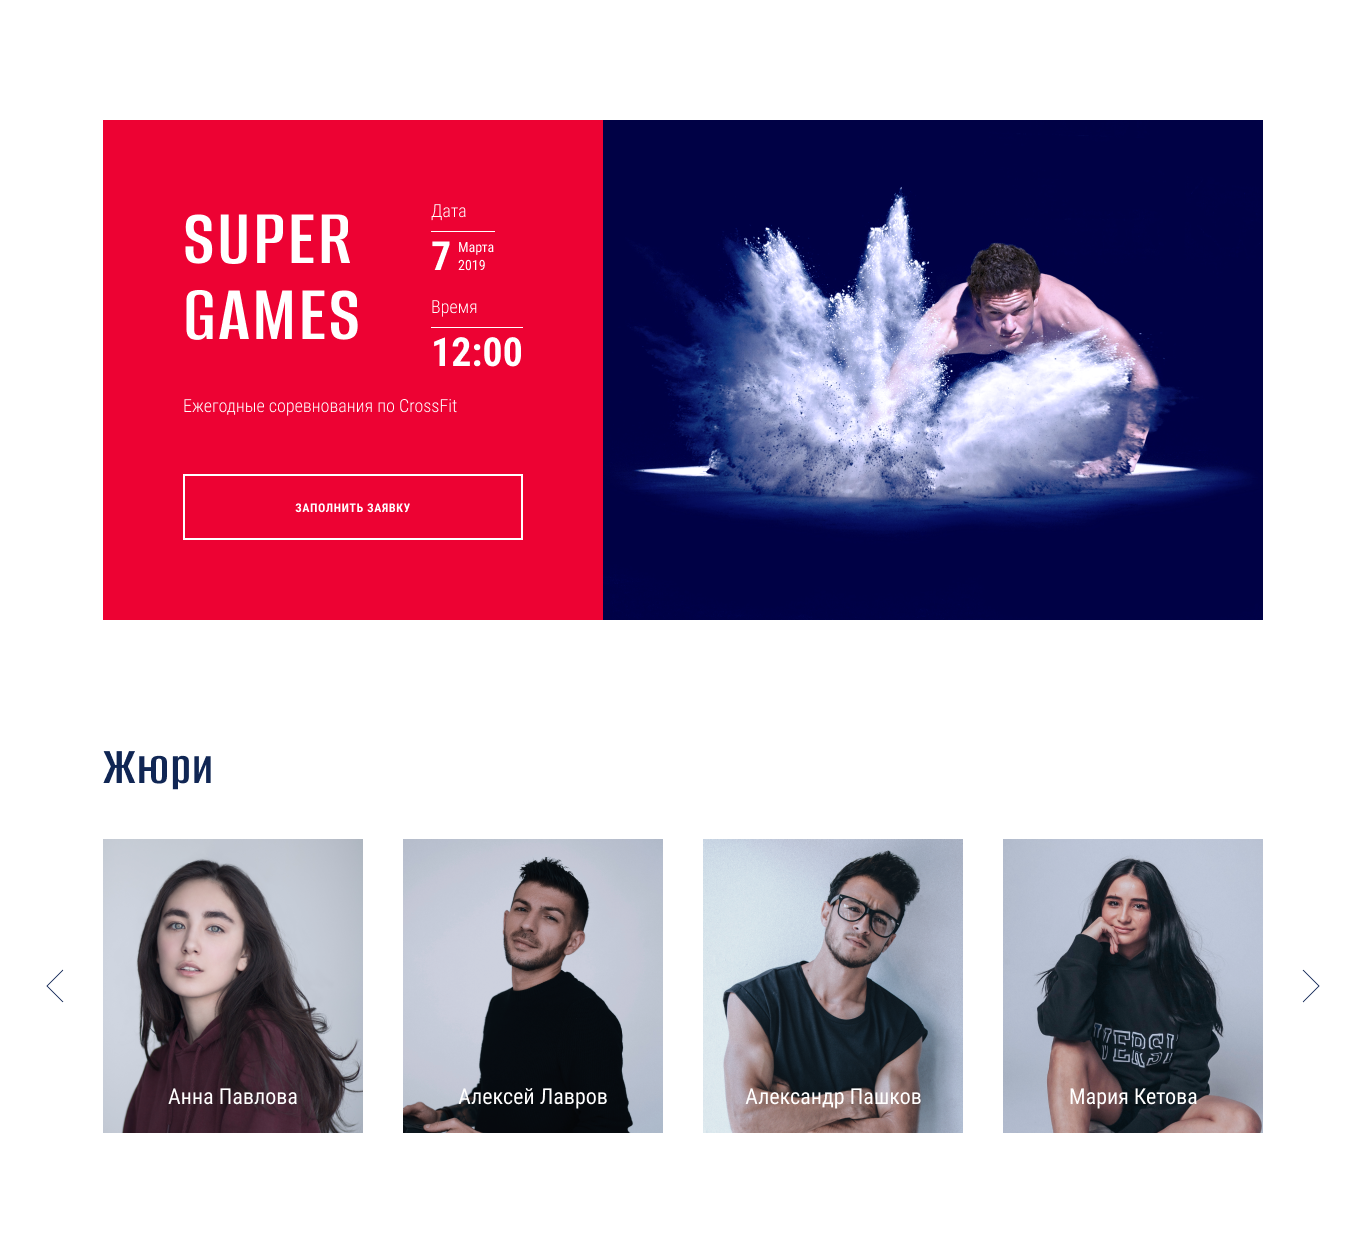 SUPER
GAMES
Дата
7 Марта
2019
Время
12:00
Ежегодные соревнования по CrossFit
ЗАПОЛНИТЬ ЗАЯВКУ
Жюри
Анна Павлова
Алексей Лавров
Александр Пашков
Мария Кетова